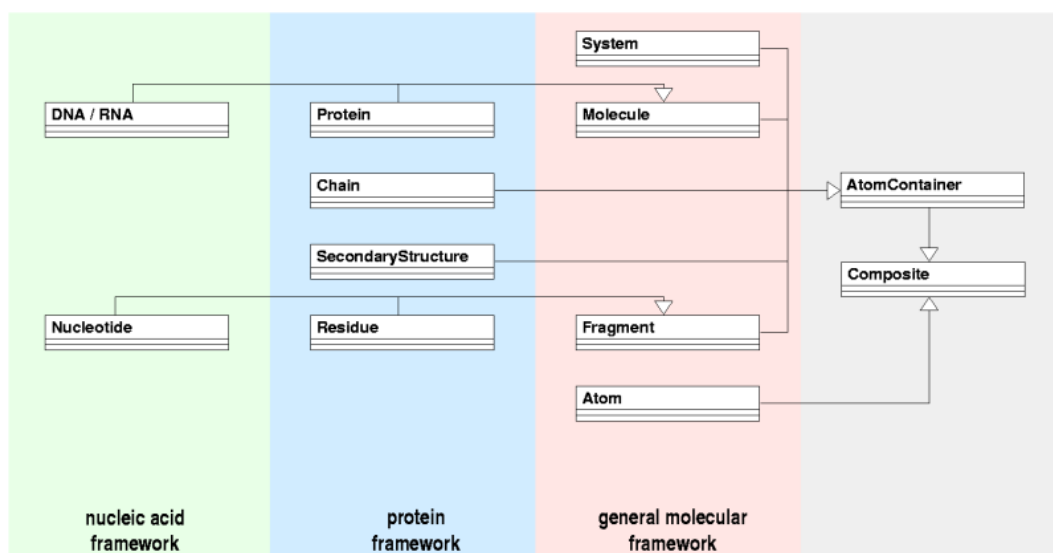 System
DNA / RNA
Protein
Molecule
Chain
AtomContainer
SecondaryStructure
Composite
Nucleotide
Residue
Fragment
Atom
nucleic acid
framework
protein
framework
general molecular
framework